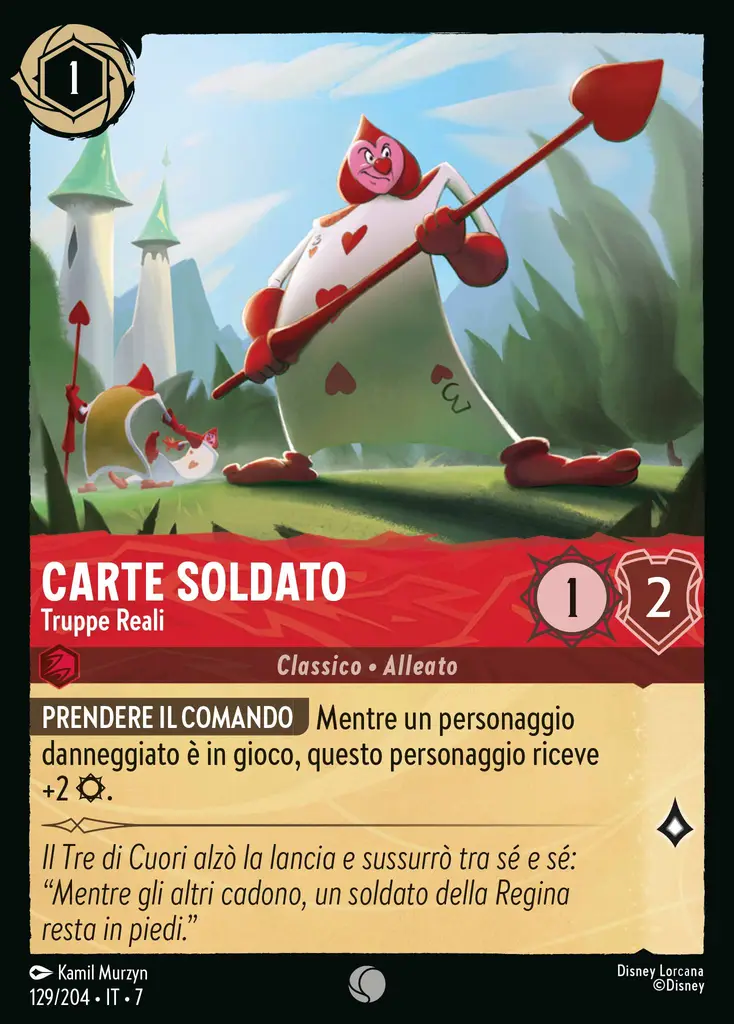 1
3
3
CARTE SOLDATO
Truppe Reali
1
2
Classico • Alleato
PRENDERE IL COMANDO Mentre un personaggio
danneggiato è in gioco, questo personaggio riceve
+2 .
Il Tre di Cuori alzò la lancia e sussurrò tra sé e sé:
“Mentre gli altri cadono, un soldato della Regina
resta in piedi.”
Kamil Murzyn
129/204 • IT • 7
Disney Lorcana
©Disney